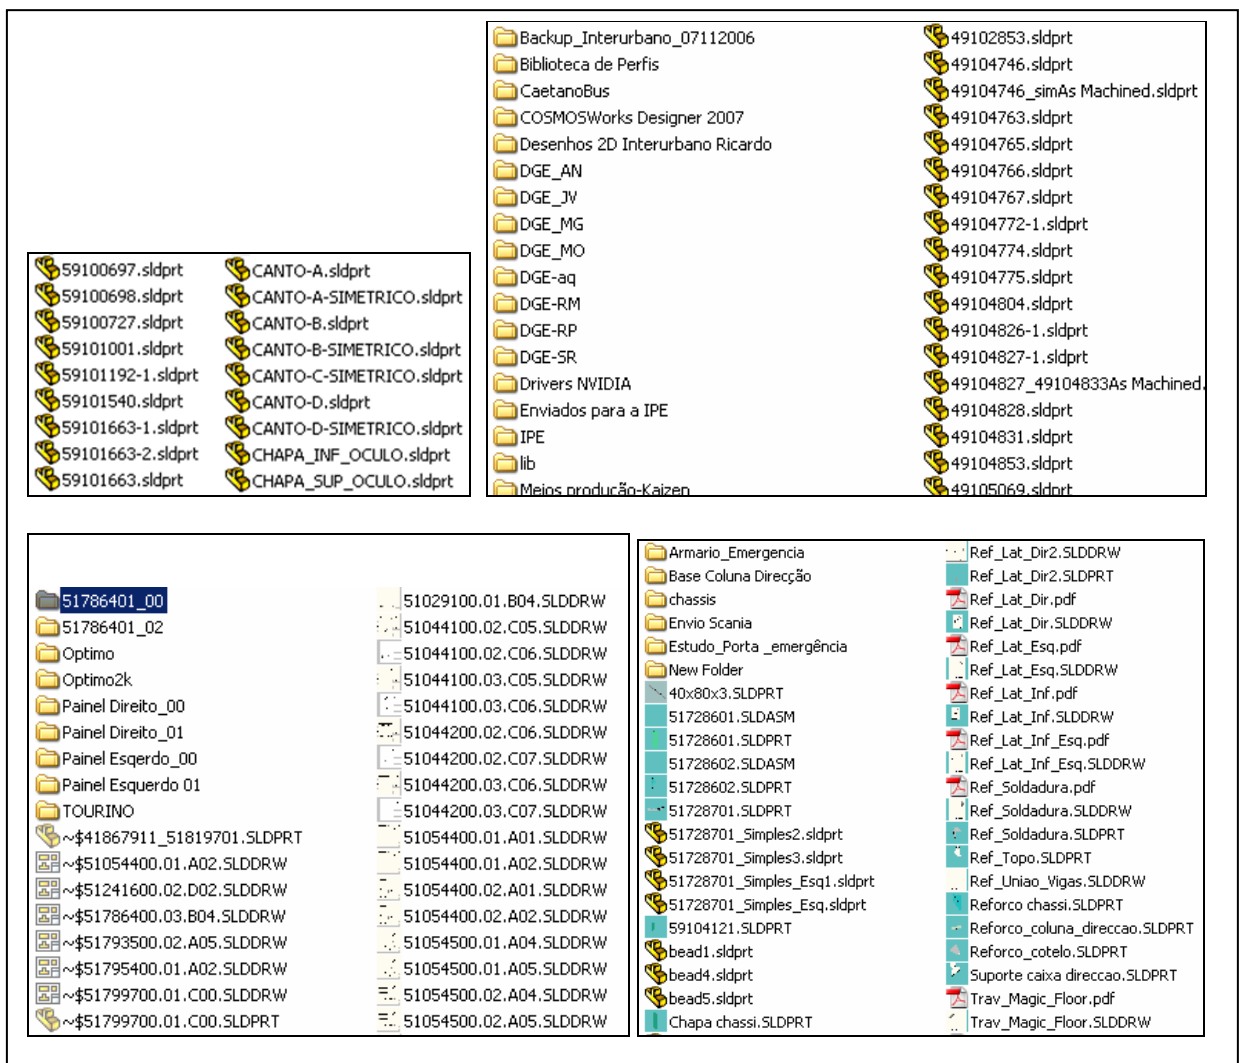 Backup_Interurbano_07112006
Biblioteca de Perfis
CaetanoBus
COSMOSWorks Designer 2007
Desenhos 2D Interurbano Ricardo
DGE_AN
DGE_JV
DGE_MG
DGE_MO
DGE-aq
DGE-RM
DGE-RP
DGE-SR
Drivers NVIDIA
Enviados para a IPE
IPE
lib
Meios produção-Kaizen
49102853.sldprt
49104746.sldprt
49104746_simAs Machined.sldprt
49104763.sldprt
49104765.sldprt
49104766.sldprt
49104767.sldprt
49104772-1.sldprt
49104774.sldprt
49104775.sldprt
49104804.sldprt
49104826-1.sldprt
49104827-1.sldprt
49104827_49104833As Machined.
49104828.sldprt
49104831.sldprt
49104853.sldprt
49105069.sldprt
59100697.sldprt
59100698.sldprt
59100727.sldprt
59101001.sldprt
59101192-1.sldprt
59101540.sldprt
59101663-1.sldprt
59101663-2.sldprt
59101663.sldprt
CANTO-A.sldprt
CANTO-A-SIMETRICO.sldprt
CANTO-B.sldprt
CANTO-B-SIMETRICO.sldprt
CANTO-C-SIMETRICO.sldprt
CANTO-D.sldprt
CANTO-D-SIMETRICO.sldprt
CHAPA_INF_OCULO.sldprt
CHAPA_SUP_OCULO.sldprt
51786401_00
51786401_02
Optimo
Optimo2k
Painel Direito_00
Painel Direito_01
Painel Esqerdo_00
Painel Esquerdo 01
TOURINO
~$41867911_51819701.SLDPRT
~$51054400.01.A02.SLDDRW
~$51241600.02.D02.SLDDRW
~$51786400.03.B04.SLDDRW
~$51793500.02.A05.SLDDRW
~$51795400.01.A02.SLDDRW
~$51799700.01.C00.SLDDRW
~$51799700.01.C00.SLDPRT
51029100.01.B04.SLDDRW
51044100.02.C05.SLDDRW
51044100.02.C06.SLDDRW
51044100.03.C05.SLDDRW
51044100.03.C06.SLDDRW
51044200.02.C06.SLDDRW
51044200.02.C07.SLDDRW
51044200.03.C06.SLDDRW
51044200.03.C07.SLDDRW
51054400.01.A01.SLDDRW
51054400.01.A02.SLDDRW
51054400.02.A01.SLDDRW
51054400.02.A02.SLDDRW
51054500.01.A04.SLDDRW
51054500.01.A05.SLDDRW
51054500.02.A04.SLDDRW
51054500.02.A05.SLDDRW
Armario_Emergencia
Base Coluna Direcção
chassis
Envio Scania
Estudo_Porta _emergência
New Folder
40x80x3.SLDPRT
51728601.SLDASM
51728601.SLDPRT
51728602.SLDASM
51728602.SLDPRT
51728701.SLDPRT
51728701_Simples2.sldprt
51728701_Simples3.sldprt
51728701_Simples_Esq1.sldprt
51728701_Simples_Esq.sldprt
59104121.SLDPRT
bead1.sldprt
bead4.sldprt
bead5.sldprt
Chapa chassi.SLDPRT
Ref_Lat_Dir2.SLDDRW
Ref_Lat_Dir2.SLDPRT
Ref_Lat_Dir.pdf
Ref_Lat_Dir.SLDDRW
Ref_Lat_Esq.pdf
Ref_Lat_Esq.SLDDRW
Ref_Lat_Inf.pdf
Ref_Lat_Inf.SLDDRW
Ref_Lat_Inf_Esq.pdf
Ref_Lat_Inf_Esq.SLDDRW
Ref_Soldadura.pdf
Ref_Soldadura.SLDDRW
Ref_Soldadura.SLDPRT
Ref_Topo.SLDPRT
Ref_Uniao_Vigas.SLDDRW
Reforco chassi.SLDPRT
Reforco_coluna_direccao.SLDPRT
Reforco_cotelo.SLDPRT
Suporte caixa direccao.SLDPRT
Trav_Magic_Floor.pdf
Trav_Magic_Floor.SLDDRW